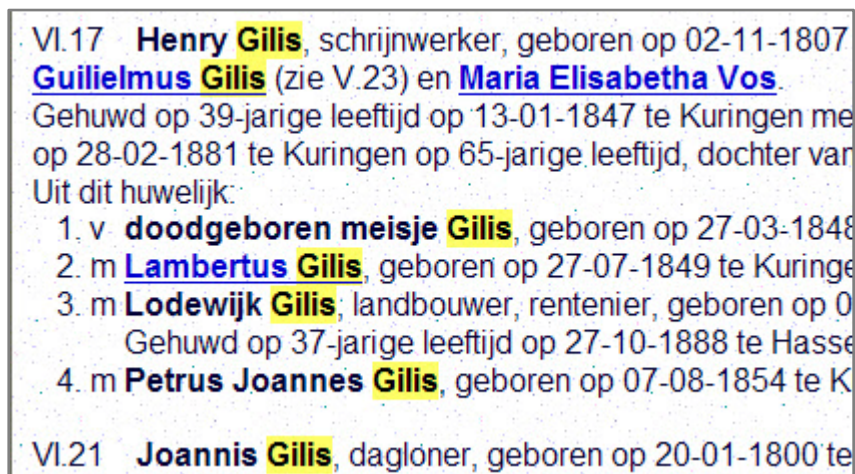 VI.17 Henry Gilis, schrijnwerker, geboren op 02-11-1807
Guilielmus Gilis (zie V.23) en Maria Elisabetha Vos.
Gehuwd op 39-jarige leeftijd op 13-01-1847 te Kuringen me
op 28-02-1881 te Kuringen op 65-jarige leeftijd, dochter van
Uit dit huwelijk:
1. v doodgeboren meisje Gilis, geboren op 27-03-1848
2. m Lambertus Gilis, geboren op 27-07-1849 te Kuringe
3. m Lodewijk Gilis, landbouwer, rentenier, geboren op 0
Gehuwd op 37-jarige leeftijd op 27-10-1888 te Hasse
4. m Petrus Joannes Gilis, geboren op 07-08-1854 te K
VI.21 Joannis Gilis, dagloner, geboren op 20-01-1800 te